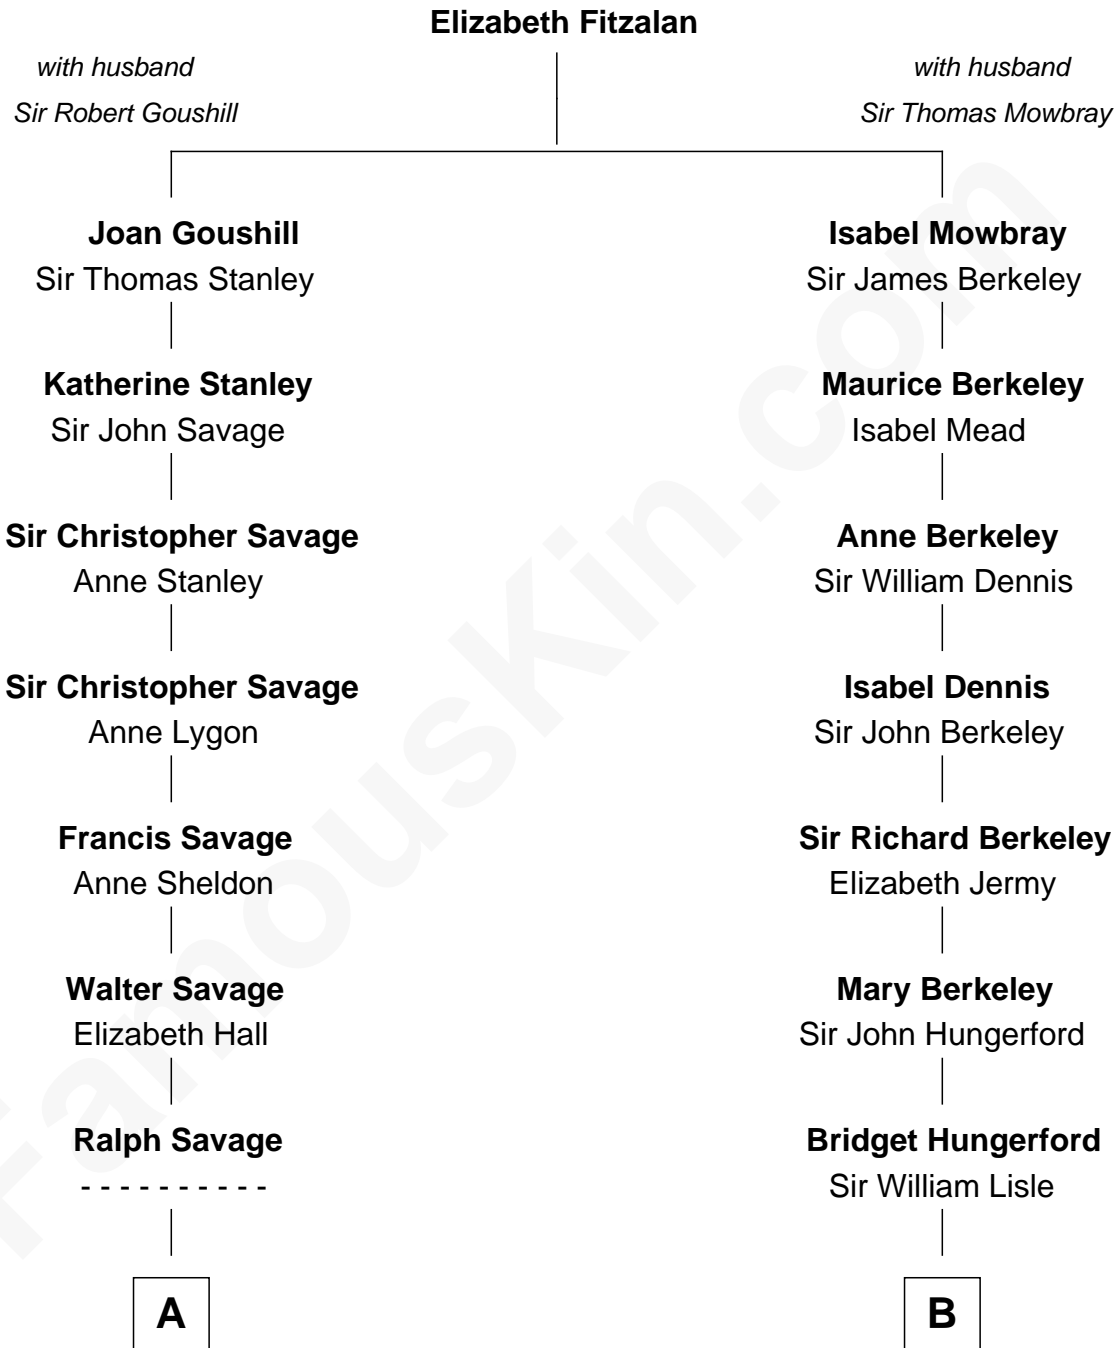 Elizabeth Fitzalan
with husband
Sir Robert Goushill
with husband
Sir Thomas Mowbray
Joan Goushill
Sir Thomas Stanley
Isabel Mowbray
Sir James Berkeley
Katherine Stanley
Sir John Savage
Maurice Berkeley
Isabel Mead
Sir Christopher Savage
Anne Stanley
Anne Berkeley
Sir William Dennis
Sir Christopher Savage
Anne Lygon
Isabel Dennis
Sir John Berkeley
Francis Savage
Anne Sheldon
Sir Richard Berkeley
Elizabeth Jermy
Walter Savage
Elizabeth Hall
Mary Berkeley
Sir John Hungerford
Ralph Savage
- - - - - - - - - -
Bridget Hungerford
Sir William Lisle
A
B
FamousKin.com